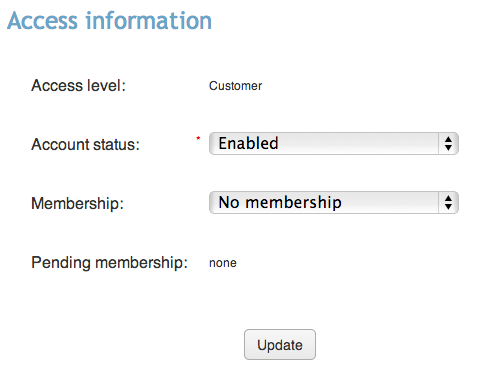 Access information
Access level: Customer
Account status: * Enabled
Membership: No membership
Pending membership: none
Update